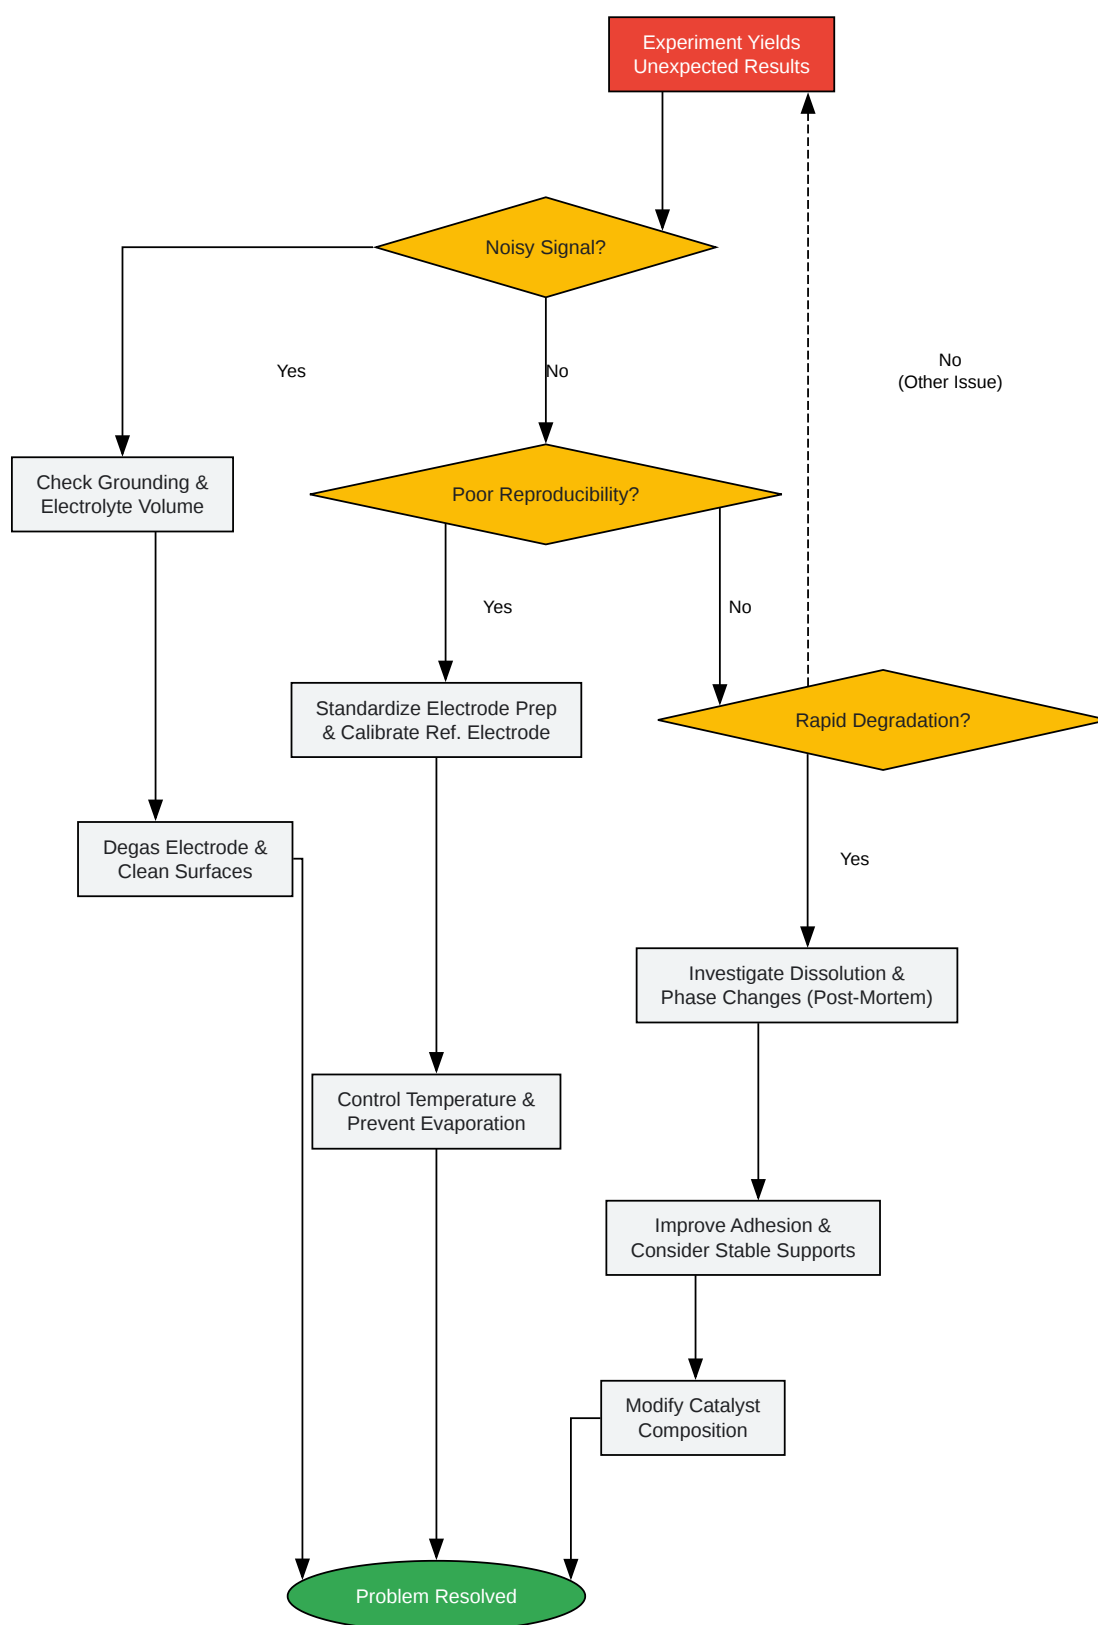 Experiment Yields
Unexpected Results
Noisy Signal?
Yes
No
No
(Other Issue)
Check Grounding &
Electrolyte Volume
Poor Reproducibility?
Yes
No
Standardize Electrode Prep
& Calibrate Ref. Electrode
Rapid Degradation?
Degas Electrode &
Clean Surfaces
Yes
Investigate Dissolution &
Phase Changes (Post-Mortem)
Control Temperature &
Prevent Evaporation
Improve Adhesion &
Consider Stable Supports
Modify Catalyst
Composition
Problem Resolved